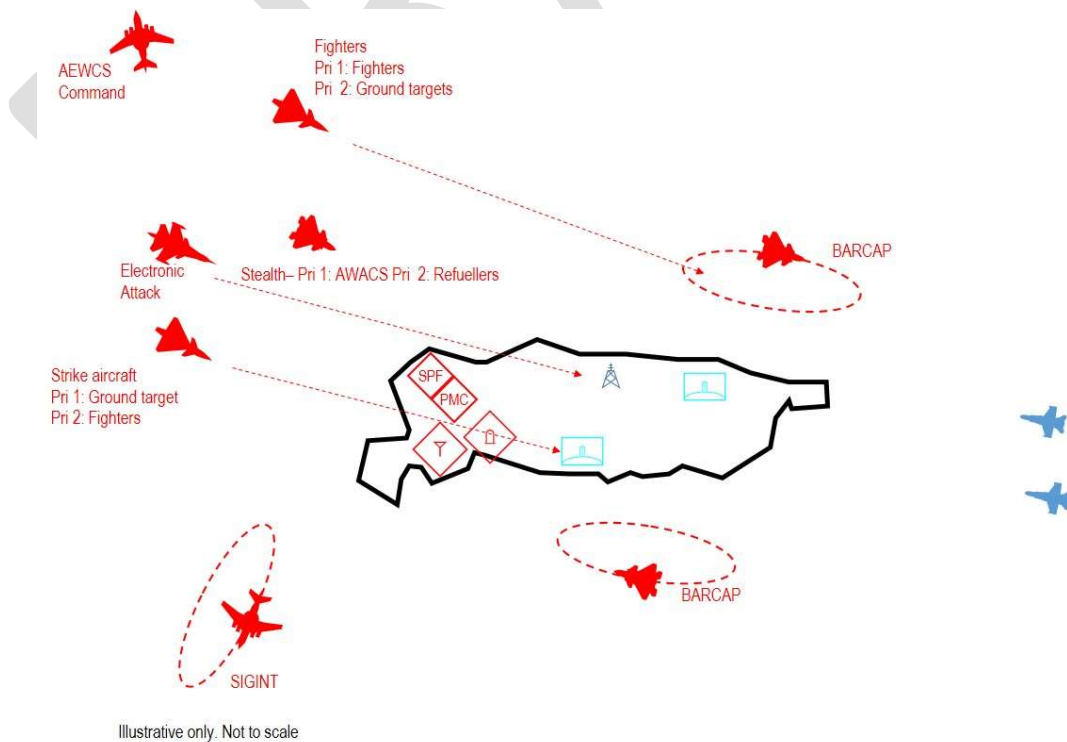 AEWCS
Command
Fighters
Pri 1: Fighters
Pri 2: Ground targets
Electronic
Attack
Stealth– Pri 1: AWACS Pri 2: Refuellers
BARCAP
Strike aircraft
Pri 1: Ground target
Pri 2: Fighters
SPF
PMC
BARCAP
SIGINT
Illustrative only. Not to scale